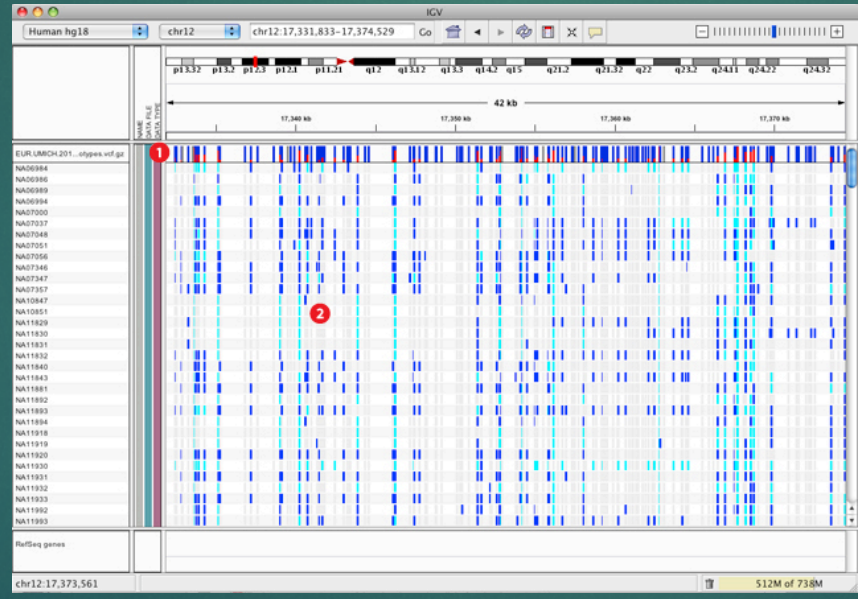 IGV
Human hg18 chr12 chr12:17,331,833-17,374,529 Go
p13.32 p13.2 p12.3 p12.1 p11.21 q12 q13.12 q13.3 q14.2 q15 q21.2 q21.32 q22 q23.2 q24.11 q24.22 q24.32
42 kb
17,340 kb 17,350 kb 17,360 kb 17,370 kb
NAME
DATA FILE
DATA TYPE
EUR.UMICH.201...otypes.vcf.gz
1
NA06984
NA06986
NA06989
NA06994
NA07000
NA07037
NA07048
NA07051
NA07056
NA07346
NA07347
NA07357
NA10847
NA10851
2
NA11829
NA11830
NA11831
NA11832
NA11840
NA11843
NA11881
NA11892
NA11893
NA11894
NA11918
NA11919
NA11920
NA11930
NA11931
NA11932
NA11933
NA11992
NA11993
RefSeq genes
chr12:17,373,561 512M of 738M